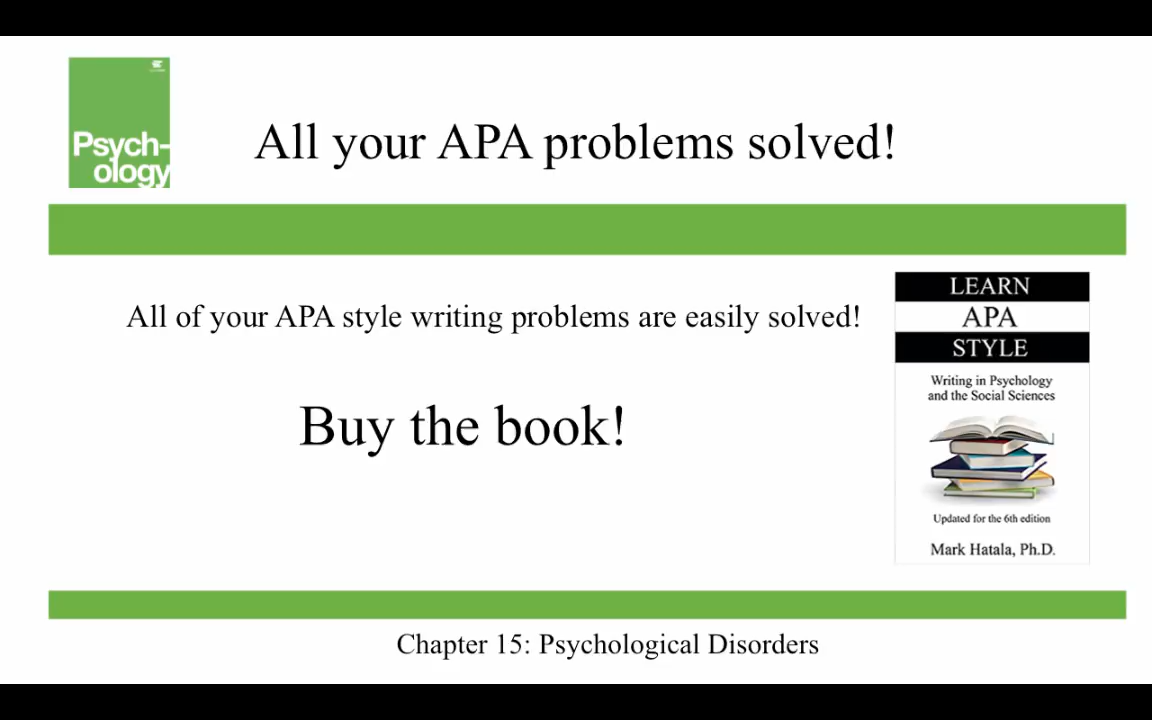 Psych-
ology
All your APA problems solved!
All of your APA style writing problems are easily solved!
Buy the book!
LEARN
APA
STYLE
Writing in Psychology
and the Social Sciences
Updated for the 6th edition
Mark Hatala, Ph.D.
Chapter 15: Psychological Disorders